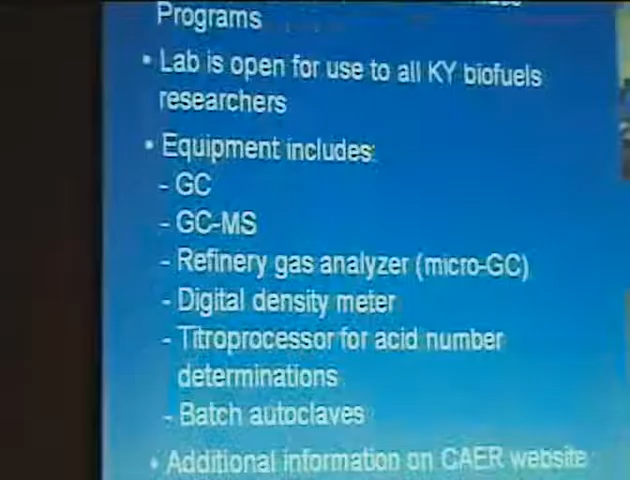 Programs
• Lab is open for use to all KY biofuels
researchers
• Equipment includes:
- GC
- GC-MS
- Refinery gas analyzer (micro-GC)
- Digital density meter
- Titroprocessor for acid number
determinations
- Batch autoclaves
• Additional information on CAER website